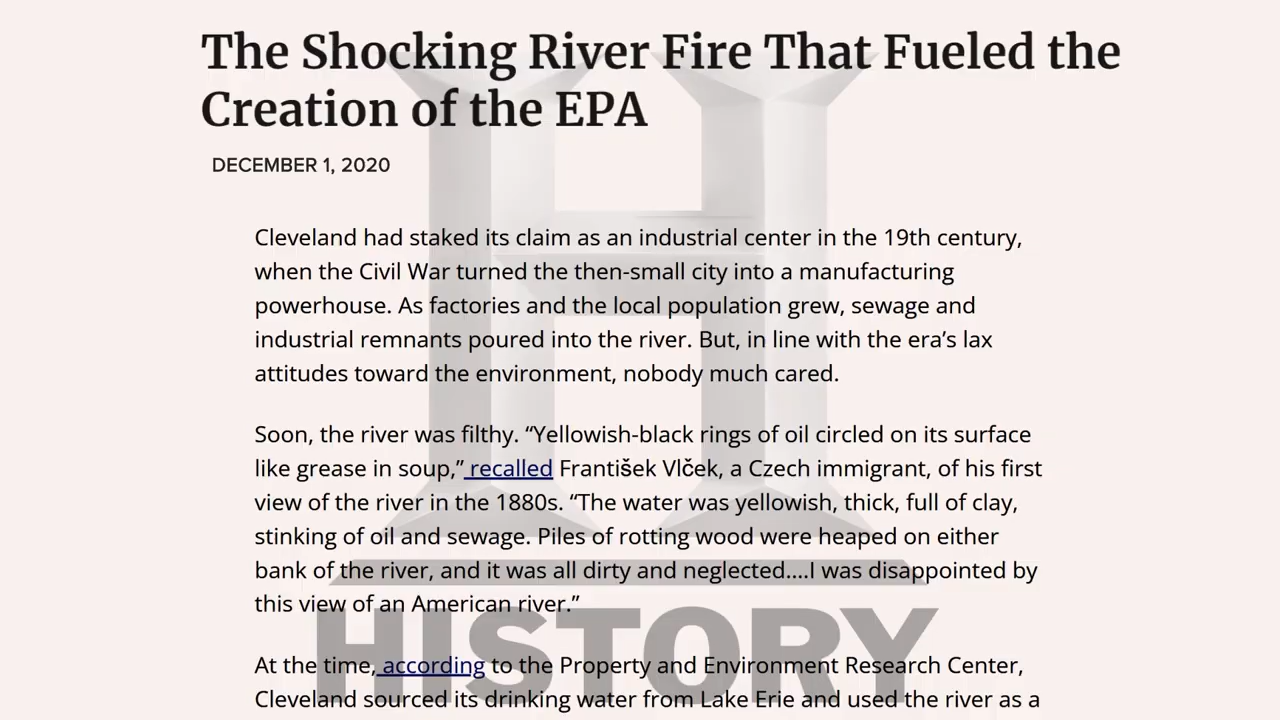 The Shocking River Fire That Fueled the
Creation of the EPA
DECEMBER 1, 2020
Cleveland had staked its claim as an industrial center in the 19th century,
when the Civil War turned the then-small city into a manufacturing
powerhouse. As factories and the local population grew, sewage and
industrial remnants poured into the river. But, in line with the era’s lax
attitudes toward the environment, nobody much cared.
Soon, the river was filthy. “Yellowish-black rings of oil circled on its surface
like grease in soup,” recalled František Vlček, a Czech immigrant, of his first
view of the river in the 1880s. “The water was yellowish, thick, full of clay,
stinking of oil and sewage. Piles of rotting wood were heaped on either
bank of the river, and it was all dirty and neglected....I was disappointed by
this view of an American river.”
At the time, according to the Property and Environment Research Center,
Cleveland sourced its drinking water from Lake Erie and used the river as a
H
HISTORY